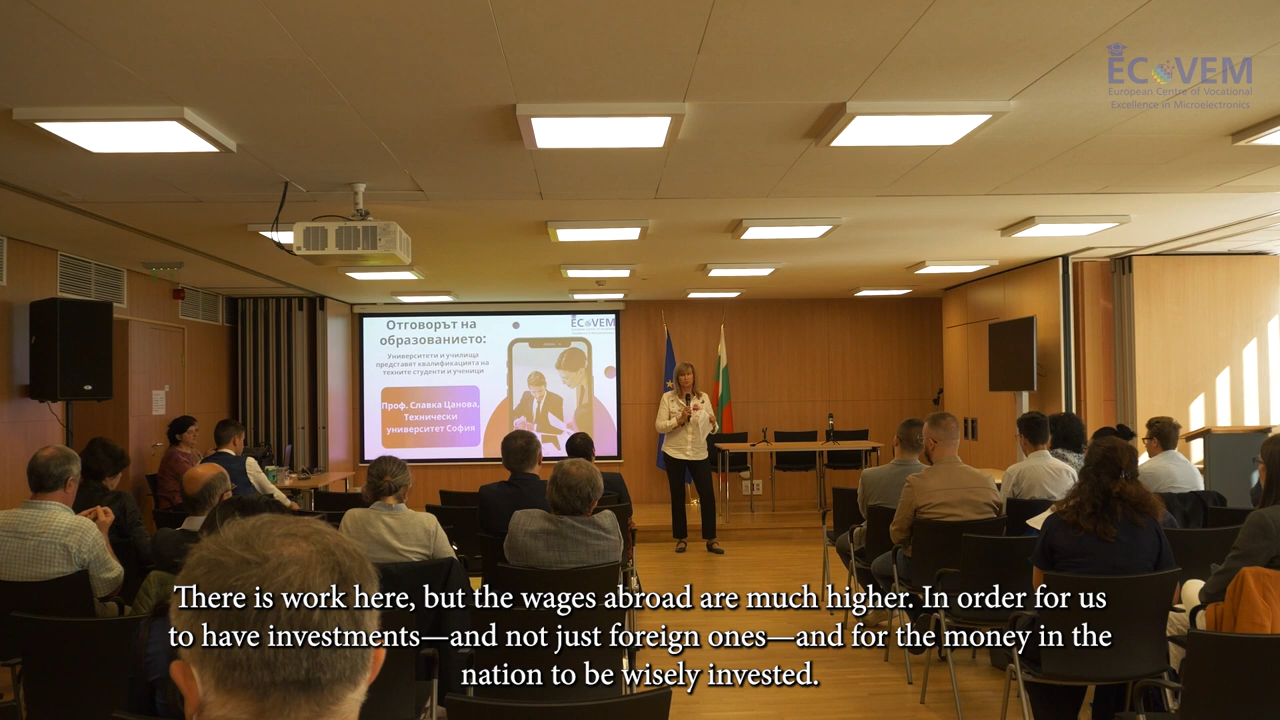 ECOVEM
European Centre of Vocational
Excellence in Microelectronics
Отговорът на
образованието:
ECOVEM
Университети и училища
представят квалификацията на
техните студенти и ученици
Проф. Славка Цанова,
Технически
университет София
There is work here, but the wages abroad are much higher. In order for us
to have investments—and not just foreign ones—and for the money in the
nation to be wisely invested.